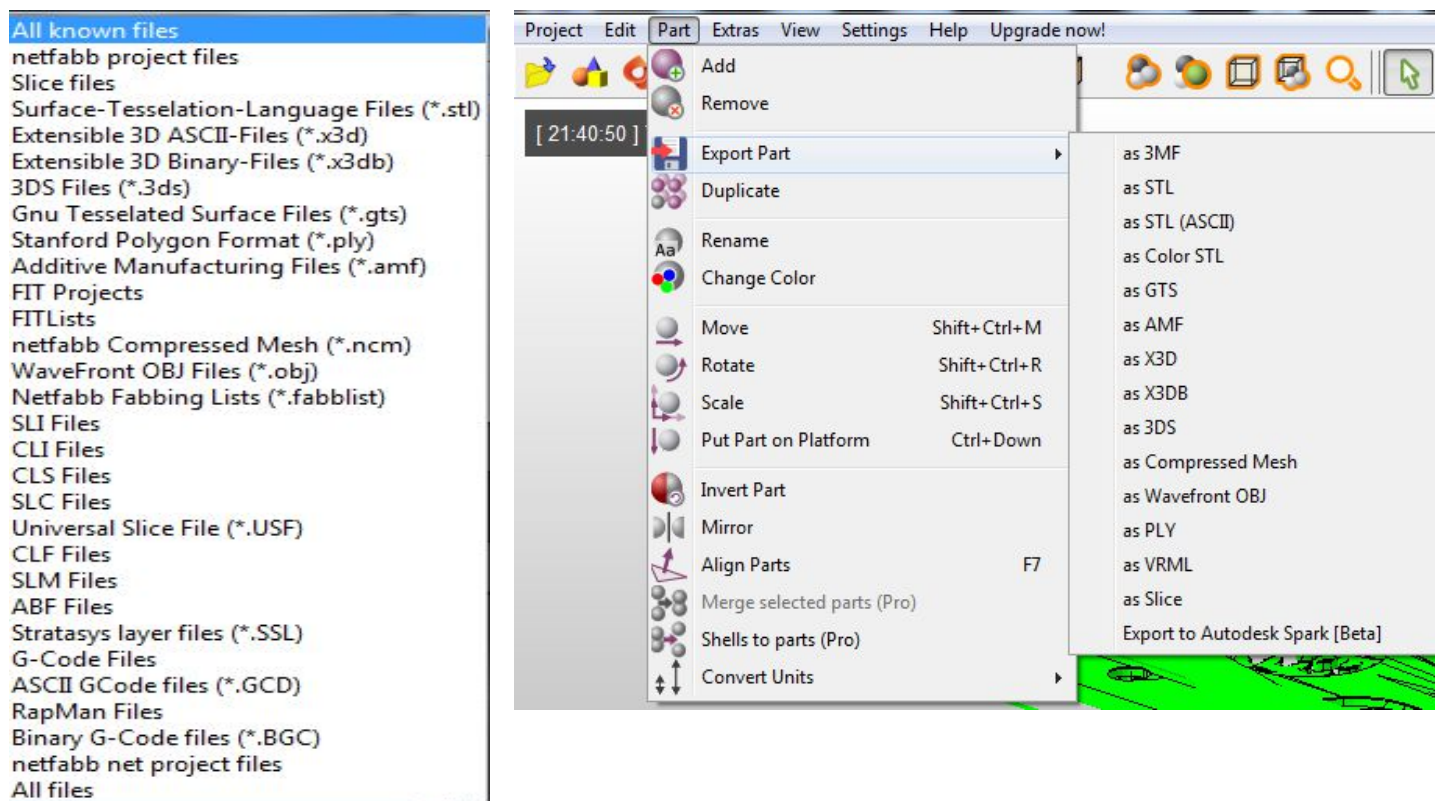 All known files
netfabb project files
Slice files
Surface-Tesselation-Language Files (*.stl)
Extensible 3D ASCII-Files (*.x3d)
Extensible 3D Binary-Files (*.x3db)
3DS Files (*.3ds)
Gnu Tesselated Surface Files (*.gts)
Stanford Polygon Format (*.ply)
Additive Manufacturing Files (*.amf)
FIT Projects
FITLists
netfabb Compressed Mesh (*.ncm)
WaveFront OBJ Files (*.obj)
Netfabb Fabbing Lists (*.fabblist)
SLI Files
CLI Files
CLS Files
SLC Files
Universal Slice File (*.USF)
CLF Files
SLM Files
ABF Files
Stratasys layer files (*.SSL)
G-Code Files
ASCII GCode files (*.GCD)
RapMan Files
Binary G-Code files (*.BGC)
netfabb net project files
All files
Project Edit Part Extras View Settings Help Upgrade now!
[ 21:40:50 ]
Add
Remove
Export Part
Duplicate
Aa Rename
Change Color
Move Shift+Ctrl+M
Rotate Shift+Ctrl+R
Scale Shift+Ctrl+S
Put Part on Platform Ctrl+Down
Invert Part
Mirror
Align Parts F7
Merge selected parts (Pro)
Shells to parts (Pro)
Convert Units
as 3MF
as STL
as STL (ASCII)
as Color STL
as GTS
as AMF
as X3D
as X3DB
as 3DS
as Compressed Mesh
as Wavefront OBJ
as PLY
as VRML
as Slice
Export to Autodesk Spark [Beta]